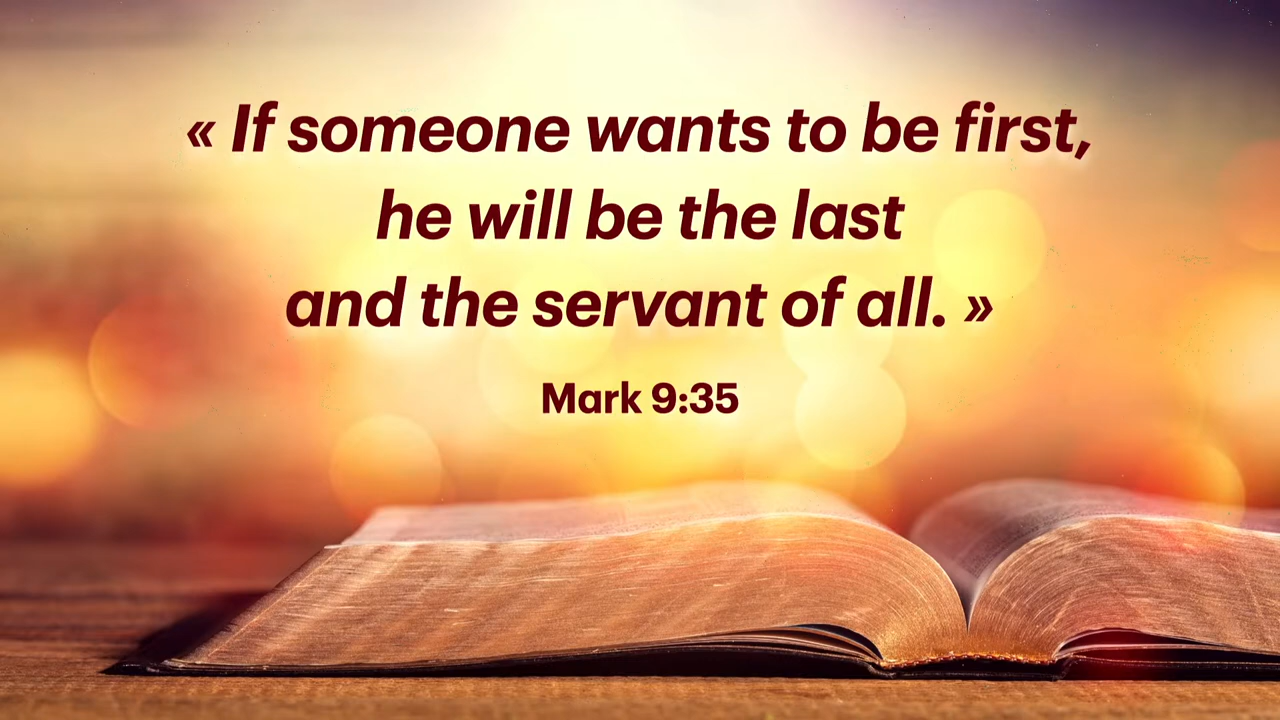 « If someone wants to be first,
he will be the last
and the servant of all. »
Mark 9:35